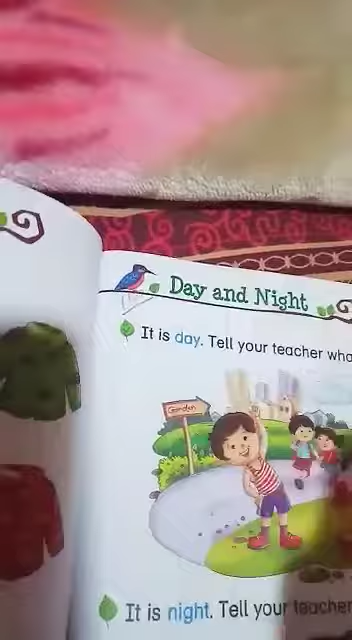 Day and Night
It is day. Tell your teacher wha
Garden
It is night. Tell your teacher